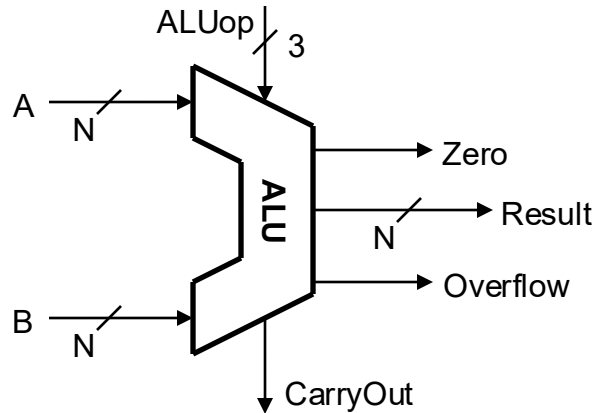 ALUop
3
A
N
Zero
ALU
Result
N
Overflow
B
N
CarryOut